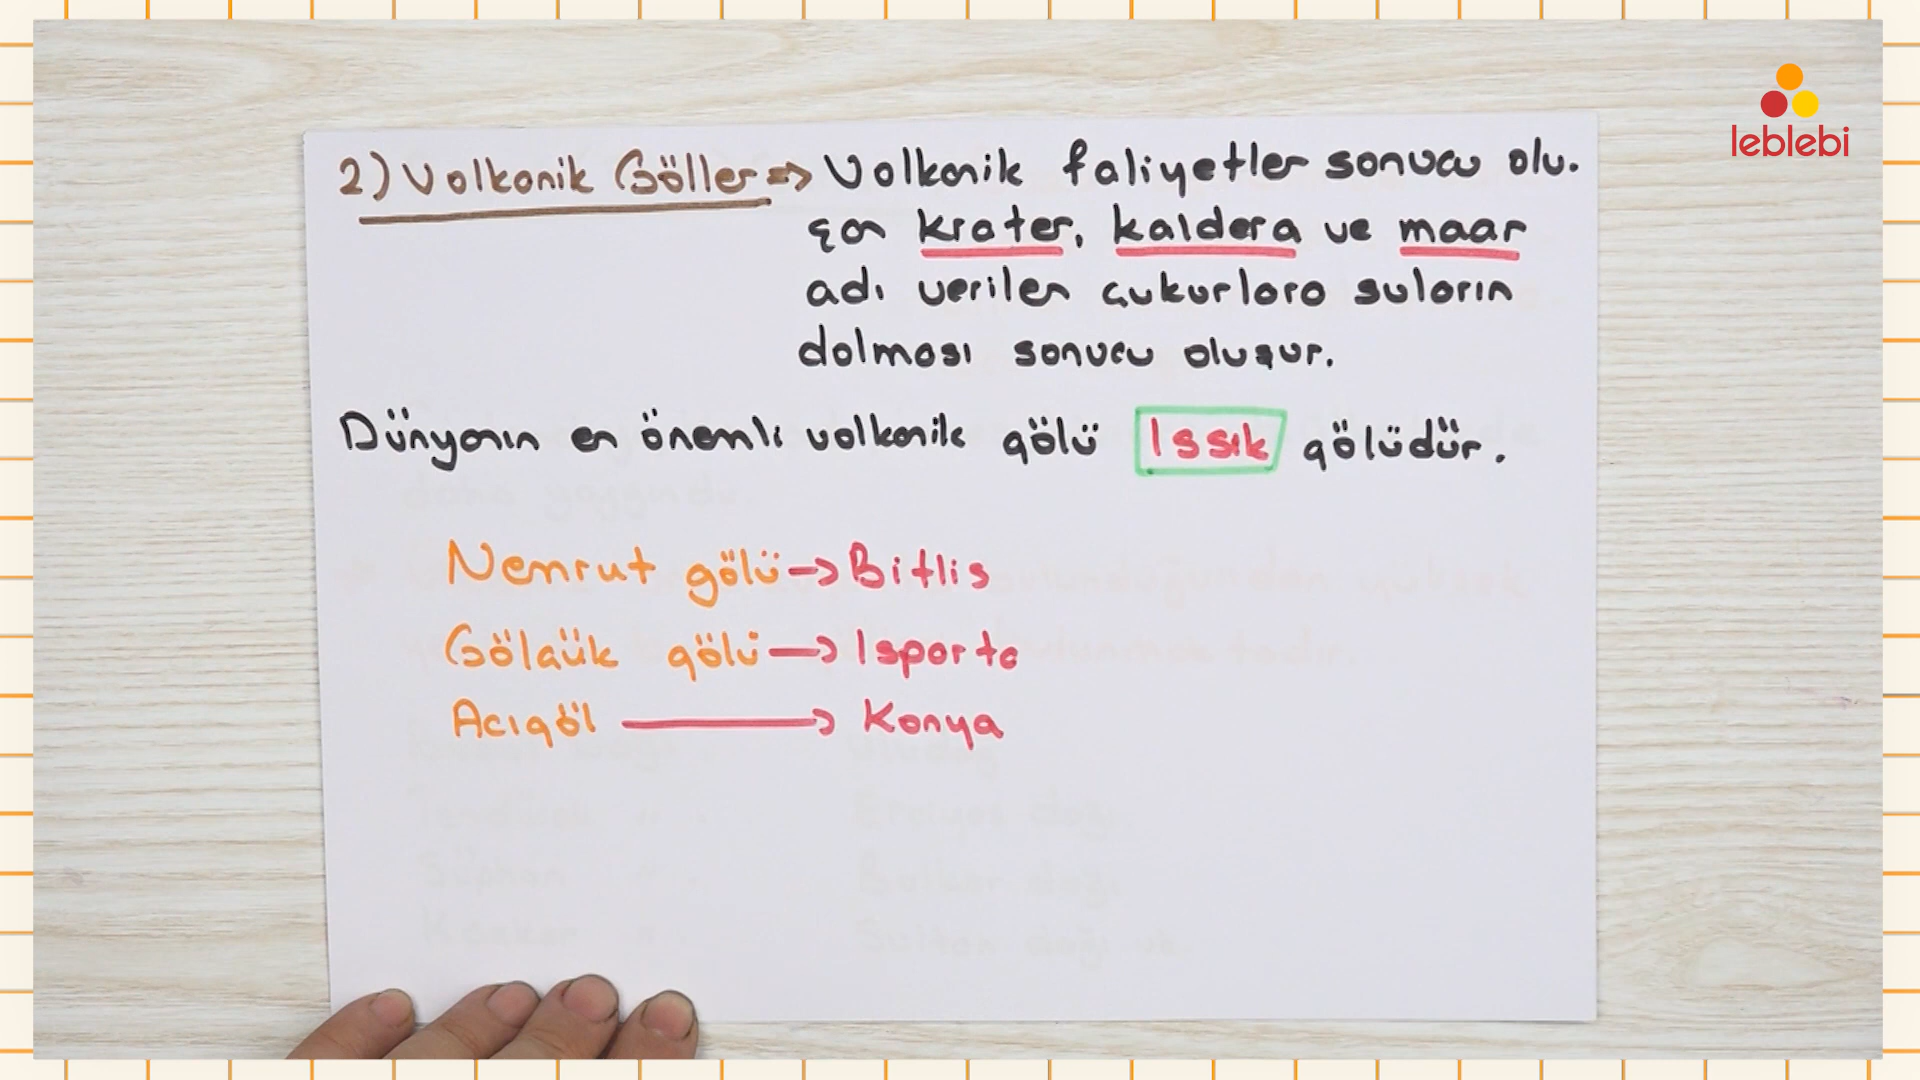 leblebi
2) Volkanik Göller => Volkanik faliyetler sonucu olu.
şan krater, kaldera ve maar
adı verilen çukurlara suların
dolması sonucu oluşur.
Dünyanın en önemli volkanik gölü Issık gölüdür.
Nemrut gölü -> Bitlis
Gölcük gölü -> Isparta
Acıgöl -> Konya